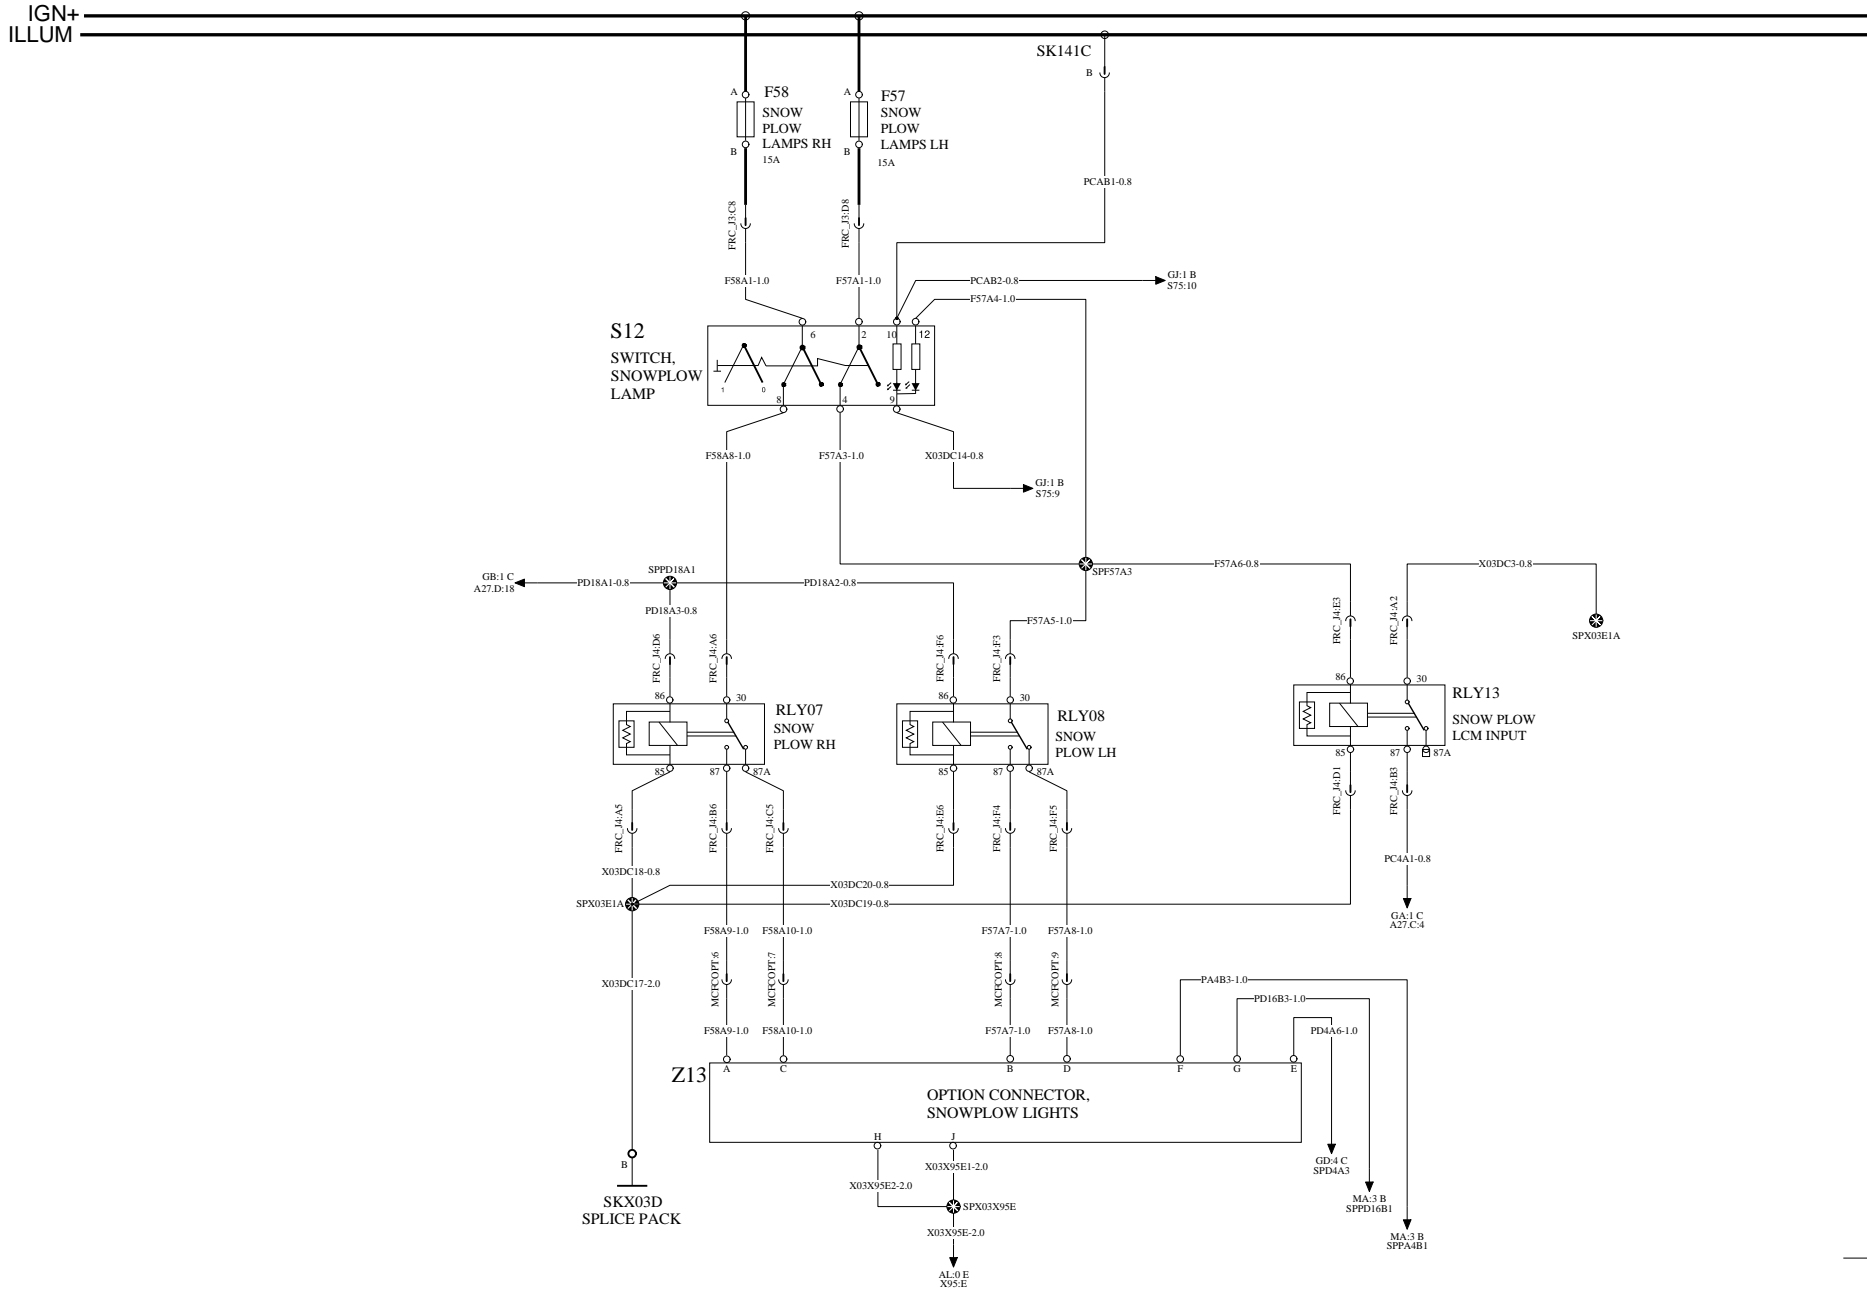 IGN+
ILLUM
SK141C
B
A
F58
SNOW
PLOW
LAMPS RH
15A
B
A
F57
SNOW
PLOW
LAMPS LH
15A
B
PCAB1-0.8
FRC_J3:C8
FRC_J3:D8
F58A1-1.0
F57A1-1.0
PCAB2-0.8
GJ:1 B
S75:10
F57A4-1.0
S12
SWITCH,
SNOWPLOW
LAMP
6
2
10
12
1
0
8
4
9
F58A8-1.0
F57A3-1.0
X03DC14-0.8
GJ:1 B
S75:9
SPPD18A1
SPF57A3
F57A6-0.8
X03DC3-0.8
GB:1 C
A27.D:18
PD18A1-0.8
PD18A2-0.8
PD18A3-0.8
F57A5-1.0
SPX03E1A
FRC_J4:D6
FRC_J4:A6
FRC_J4:F6
FRC_J4:F3
FRC_J4:E3
FRC_J4:A2
86
30
RLY07
SNOW
PLOW RH
85
87
87A
86
30
RLY08
SNOW
PLOW LH
85
87
87A
86
30
RLY13
SNOW PLOW
LCM INPUT
85
87
87A
FRC_J4:A5
FRC_J4:B6
FRC_J4:C5
FRC_J4:E6
FRC_J4:F4
FRC_J4:F5
FRC_J4:D1
FRC_J4:B3
X03DC18-0.8
X03DC20-0.8
PC4A1-0.8
SPX03E1A
X03DC19-0.8
GA:1 C
A27.C:4
F58A9-1.0
F58A10-1.0
F57A7-1.0
F57A8-1.0
MCFCOPT:6
MCFCOPT:7
MCFCOPT:8
MCFCOPT:9
X03DC17-2.0
PA4B3-1.0
PD16B3-1.0
PD4A6-1.0
F58A9-1.0
F58A10-1.0
F57A7-1.0
F57A8-1.0
Z13
A
C
B
D
F
G
E
OPTION CONNECTOR,
SNOWPLOW LIGHTS
H
J
B
SKX03D
SPLICE PACK
X03X95E1-2.0
X03X95E2-2.0
SPX03X95E
X03X95E-2.0
AL:0 E
X95:E
GD:4 C
SPD4A3
MA:3 B
SPPD16B1
MA:3 B
SPPA4B1